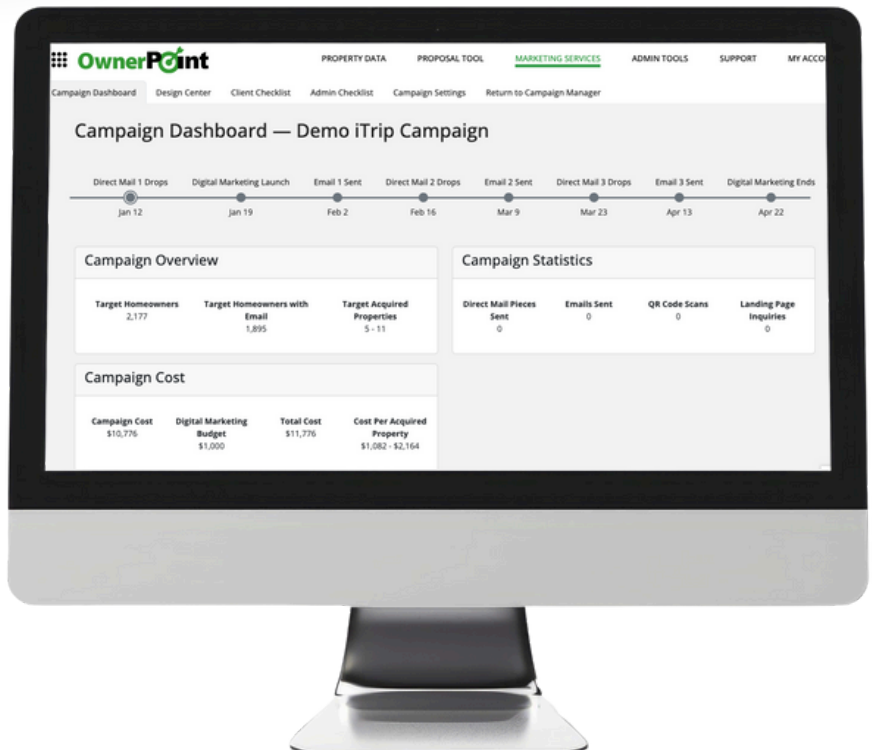 OwnerPoint
PROPERTY DATA PROPOSAL TOOL MARKETING SERVICES ADMIN TOOLS SUPPORT MY ACCOU
Campaign Dashboard Design Center Client Checklist Admin Checklist Campaign Settings Return to Campaign Manager
Campaign Dashboard — Demo iTrip Campaign
Direct Mail 1 Drops Digital Marketing Launch Email 1 Sent Direct Mail 2 Drops Email 2 Sent Direct Mail 3 Drops Email 3 Sent Digital Marketing Ends
Jan 12 Jan 19 Feb 2 Feb 16 Mar 9 Mar 23 Apr 13 Apr 22
Campaign Overview
Target Homeowners
2,177
Target Homeowners with
Email
1,895
Target Acquired
Properties
5 - 11
Campaign Statistics
Direct Mail Pieces
Sent
0
Emails Sent
0
QR Code Scans
0
Landing Page
Inquiries
0
Campaign Cost
Campaign Cost
$10,776
Digital Marketing
Budget
$1,000
Total Cost
$11,776
Cost Per Acquired
Property
$1,082 - $2,164